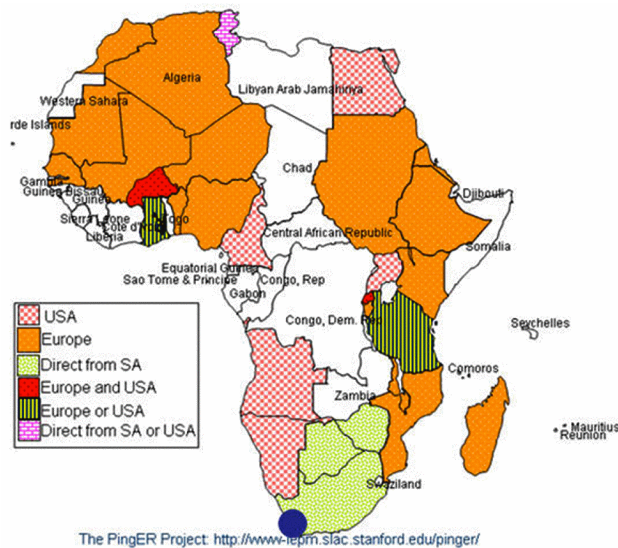 Algeria
Libyan Arab Jamahiriya
Western Sahara
rde Islands
Chad
Gambia
Guinea Bissau
Guinea
Djibouti
Sierra Leone
Togo
Cote d'Ivoire
Liberia
Central African Republic
Somalia
Equatorial Guinea
Sao Tome & Principe
Congo, Rep
Gabon
Congo, Dem. Rep
Seychelles
Comoros
Zambia
Mauritius
Reunion
Swaziland
USA
Europe
Direct from SA
Europe and USA
Europe or USA
Direct from SA or USA
The PingER Project: http://www-iepm.slac.stanford.edu/pinger/